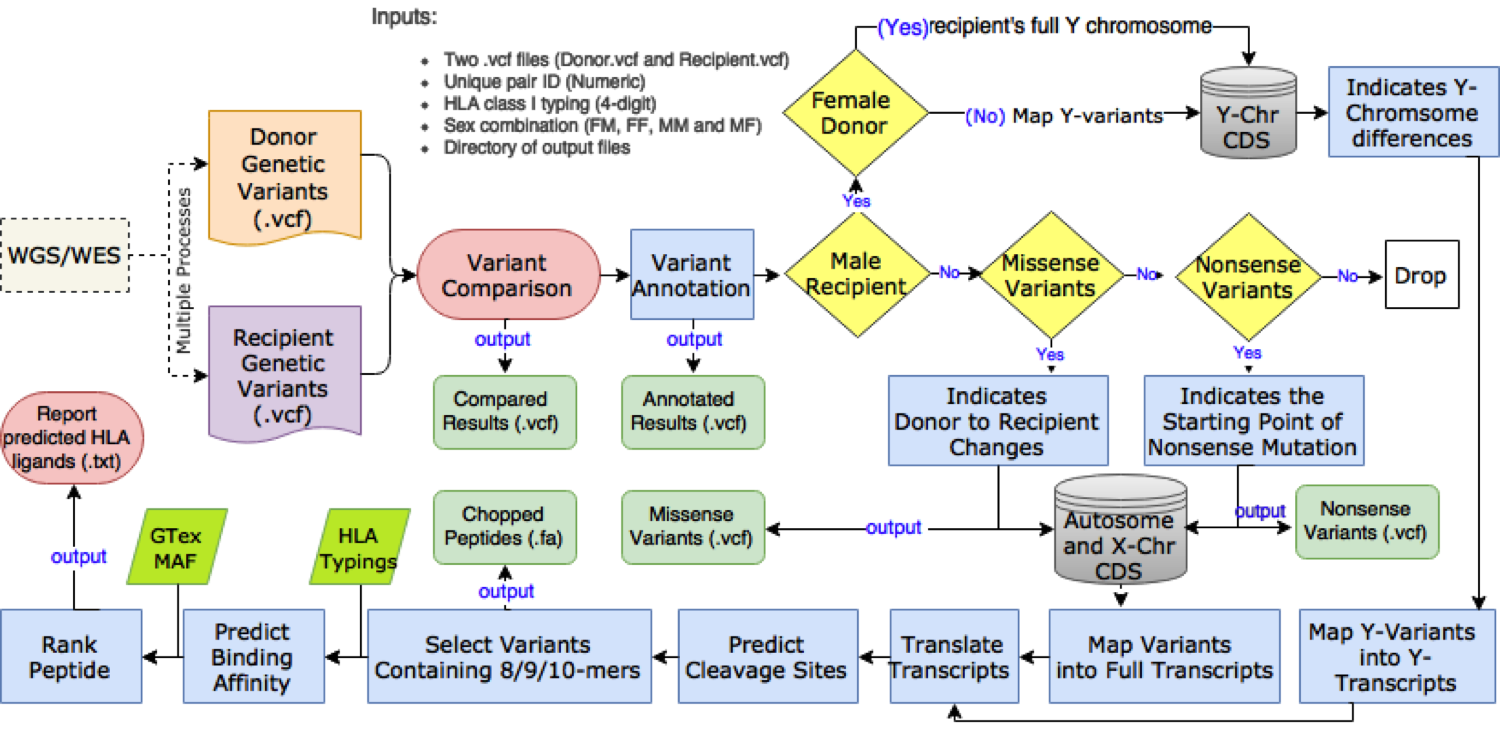 Inputs:
Two .vcf files (Donor.vcf and Recipient.vcf)
Unique pair ID (Numeric)
HLA class I typing (4-digit)
Sex combination (FM, FF, MM and MF)
Directory of output files
(Yes)recipient's full Y chromosome
Female
Donor
(No) Map Y-variants
Y-Chr
CDS
Indicates Y-
Chromsome
differences
Yes
WGS/WES
Multiple Processes
Donor
Genetic
Variants
(.vcf)
Recipient
Genetic
Variants
(.vcf)
Variant
Comparison
output
Compared
Results (.vcf)
Variant
Annotation
output
Annotated
Results (.vcf)
Male
Recipient
No
Missense
Variants
No
Nonsense
Variants
No
Drop
Yes
Yes
Indicates
Donor to Recipient
Changes
Indicates the
Starting Point of
Nonsense Mutation
output
Missense
Variants (.vcf)
Autosome
and X-Chr
CDS
output
Nonsense
Variants (.vcf)
Map Y-Variants
into Y-
Transcripts
Map Variants
into Full Transcripts
Translate
Transcripts
Predict
Cleavage Sites
Select Variants
Containing 8/9/10-mers
output
Chopped
Peptides (.fa)
HLA
Typings
Predict
Binding
Affinity
GTex
MAF
Rank
Peptide
output
Report
predicted HLA
ligands (.txt)